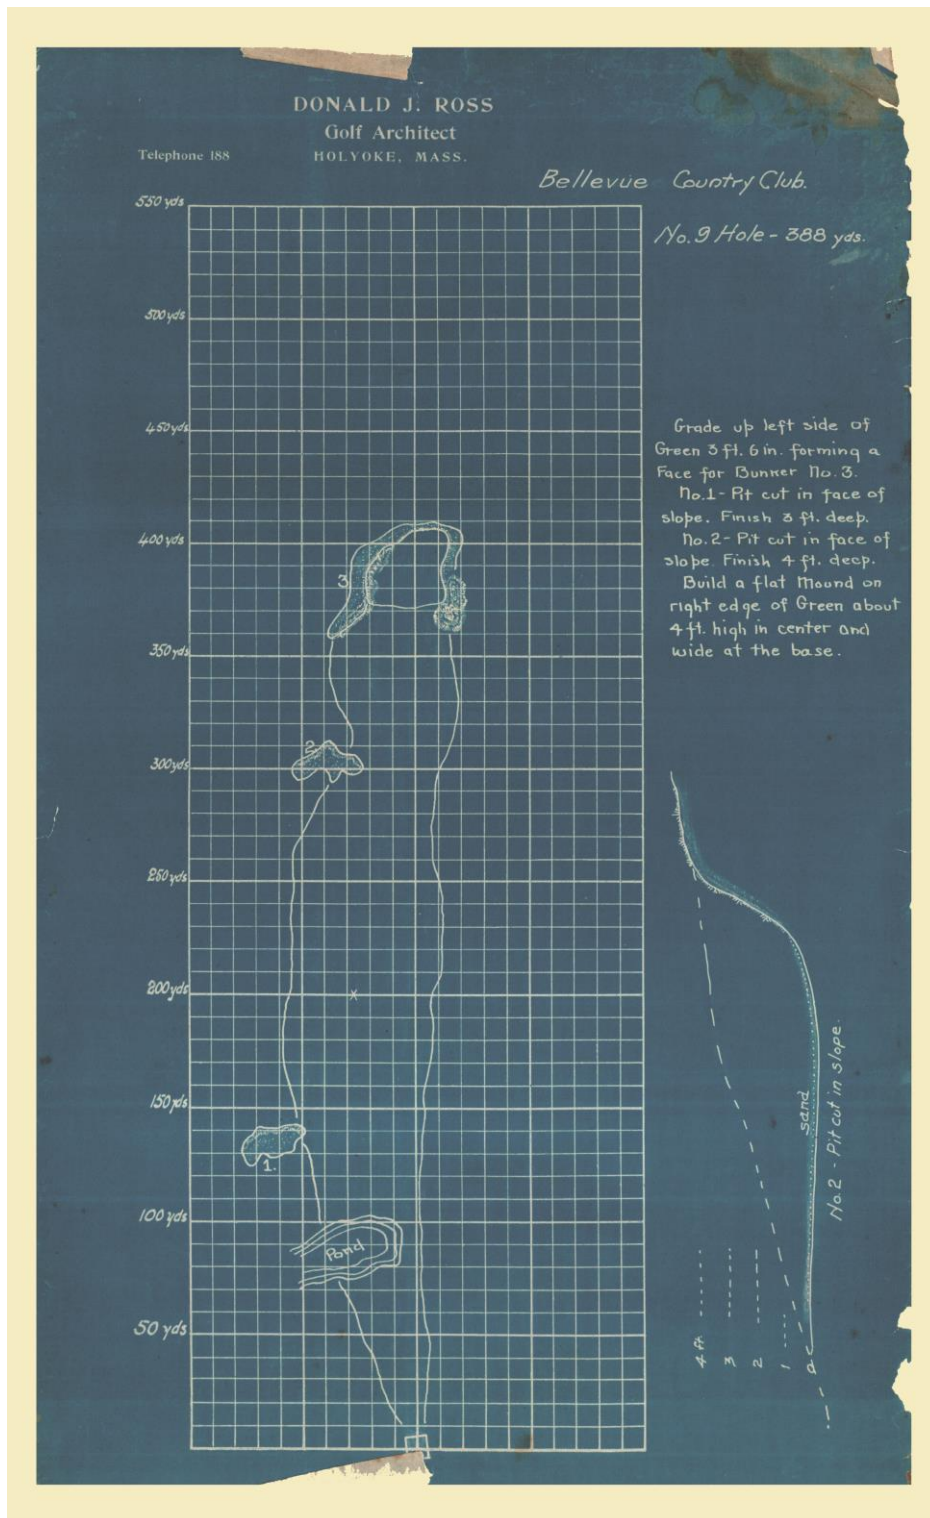 DONALD J. ROSS
Golf Architect
Telephone 188
HOLYOKE, MASS.
Bellevue Country Club.
No. 9 Hole - 388 yds.
550 yds
500 yds
450 yds
400 yds
350 yds
300 yds
250 yds
200 yds
150 yds
100 yds
50 yds
3
2
x
1.
Pond
Grade up left side of
Green 3 ft. 6 in. forming a
Face for Bunker No. 3.
No. 1 - Pit cut in face of
slope. Finish 3 ft. deep.
No. 2 - Pit cut in face of
slope. Finish 4 ft. deep.
Build a flat Mound on
right edge of Green about
4 ft. high in center and
wide at the base.
sand
No. 2 - Pit cut in slope.
4 ft
3
2
1
0